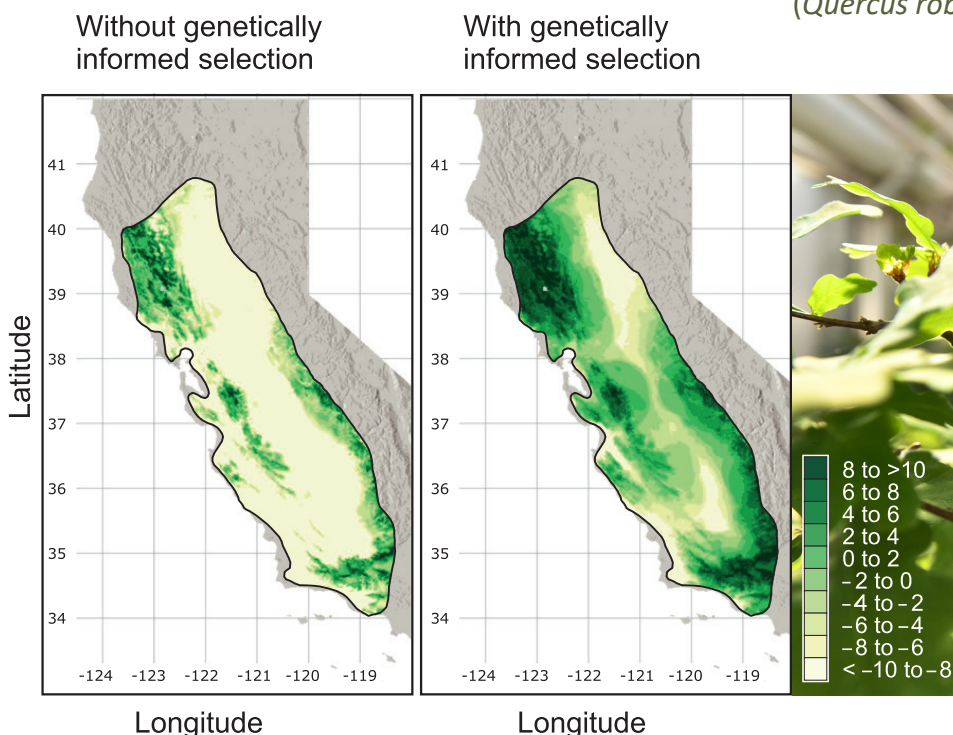 (Quercus rob
Without genetically
informed selection
With genetically
informed selection
Latitude
41
40
39
38
37
36
35
34
-124 -123 -122 -121 -120 -119
Longitude
41
40
39
38
37
36
35
34
-124 -123 -122 -121 -120 -119
Longitude
8 to >10
6 to 8
4 to 6
2 to 4
0 to 2
−2 to 0
−4 to −2
−6 to −4
−8 to −6
< −10 to −8